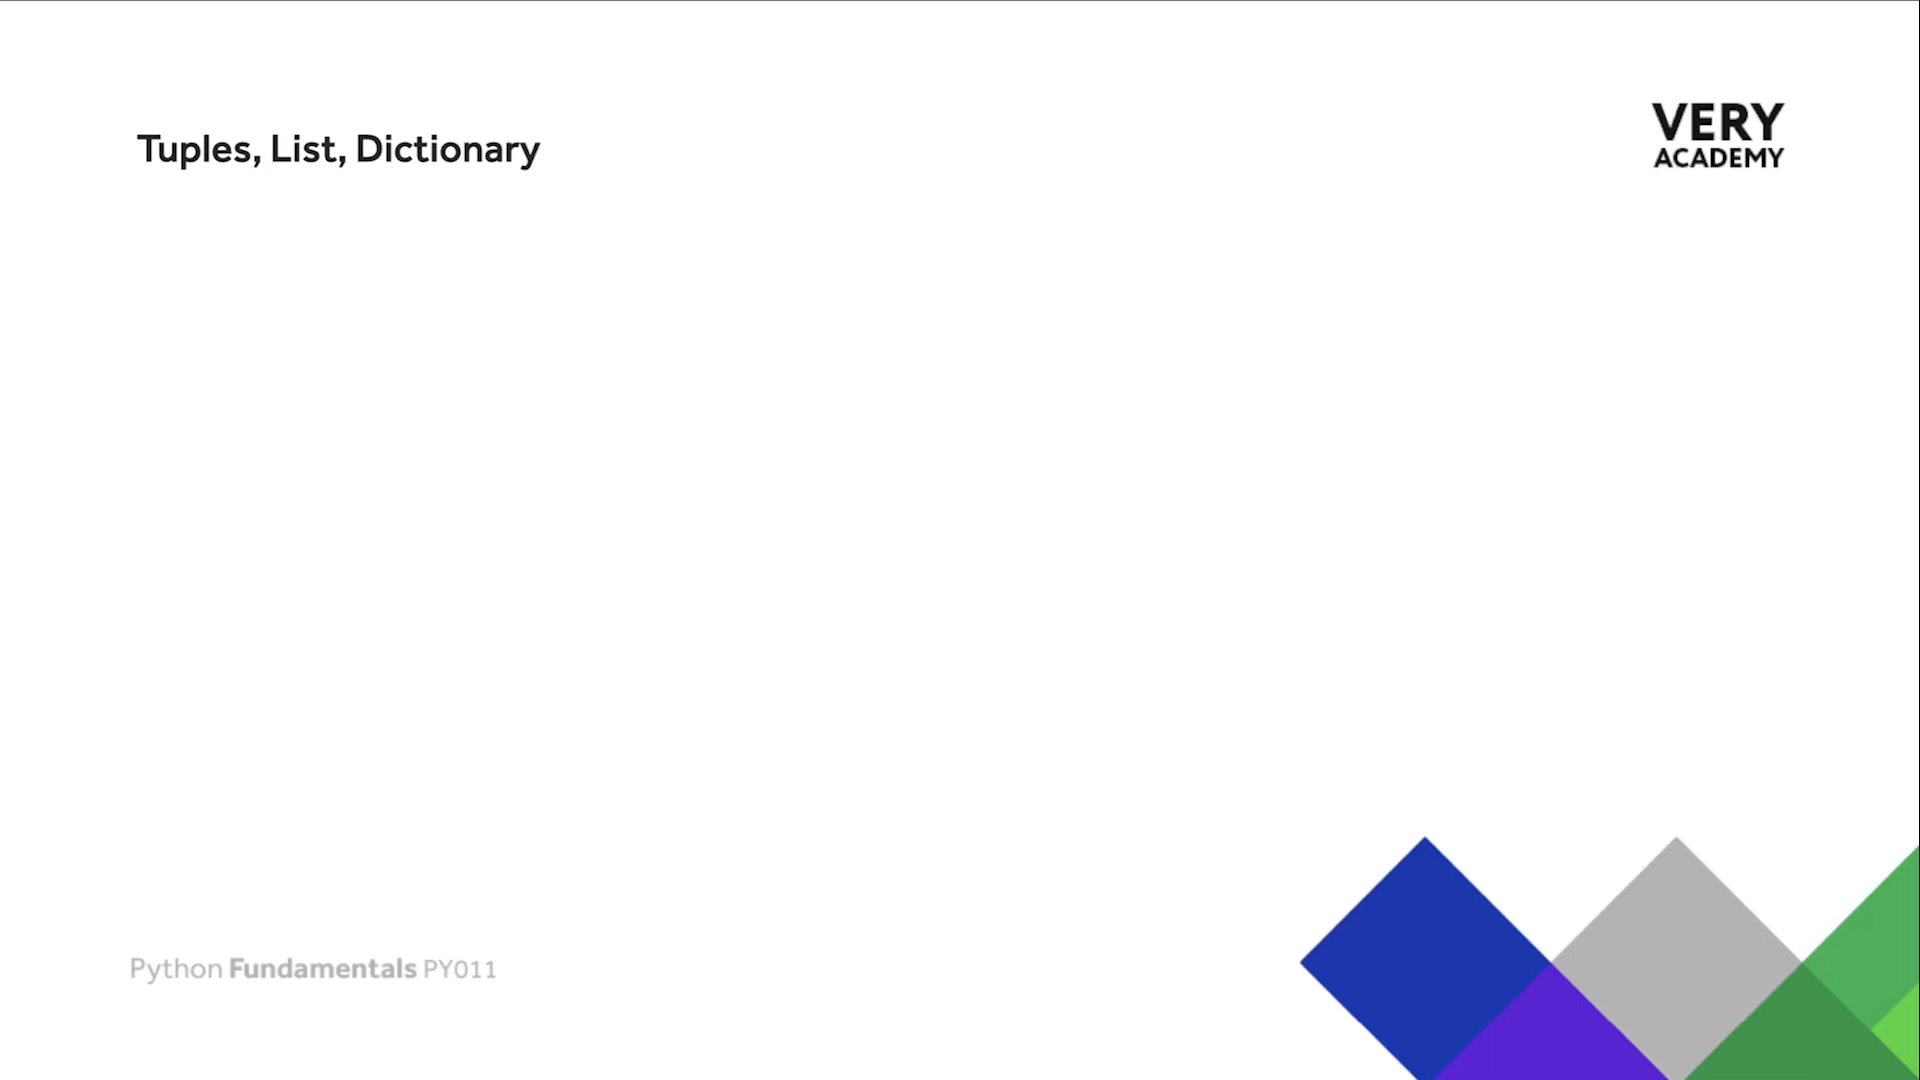 Tuples, List, Dictionary
VERY
ACADEMY
Python Fundamentals PY011